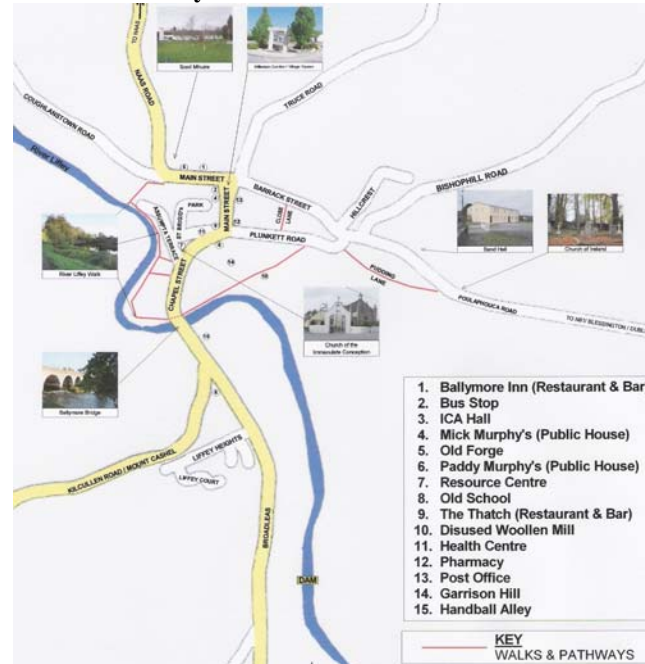 TO NAAS
NAAS ROAD
Scoil Mhuire
COUGHLANSTOWN ROAD
TRUCE ROAD
River Liffey
MAIN STREET
BARRACK STREET
BISHOPHILL ROAD
HILLCREST
PARK
ST BRIGID's
MAIN STREET
CLOSE
LANE
PLUNKETT ROAD
River Liffey Walk
CHAPEL STREET
Band Hall
Church of Ireland
PUDDING
LANE
POULAPHOUCA ROAD
Church of the
Immaculate Conception
Ballymore Bridge
KILCULLEN ROAD / MOUNT CASHEL
LIFFEY HEIGHTS
LIFFEY COURT
BROADLEAS
DAM
1. Ballymore Inn (Restaurant & Bar
2. Bus Stop
3. ICA Hall
4. Mick Murphy's (Public House)
5. Old Forge
6. Paddy Murphy's (Public House)
7. Resource Centre
8. Old School
9. The Thatch (Restaurant & Bar)
10. Disused Woollen Mill
11. Health Centre
12. Pharmacy
13. Post Office
14. Garrison Hill
15. Handball Alley
KEY
WALKS & PATHWAYS